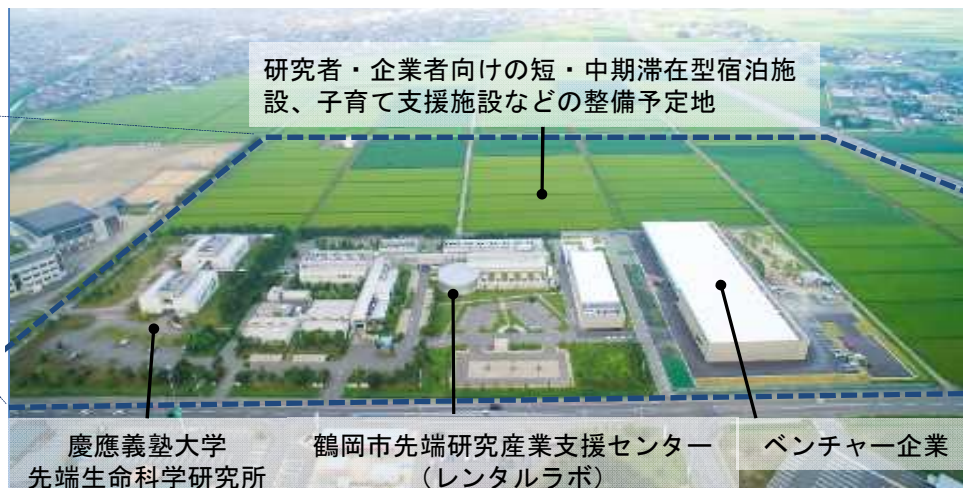 研究者・企業者向けの短・中期滞在型宿泊施
設、子育て支援施設などの整備予定地
慶應義塾大学
先端生命科学研究所
鶴岡市先端研究産業支援センター
（レンタルラボ）
ベンチャー企業